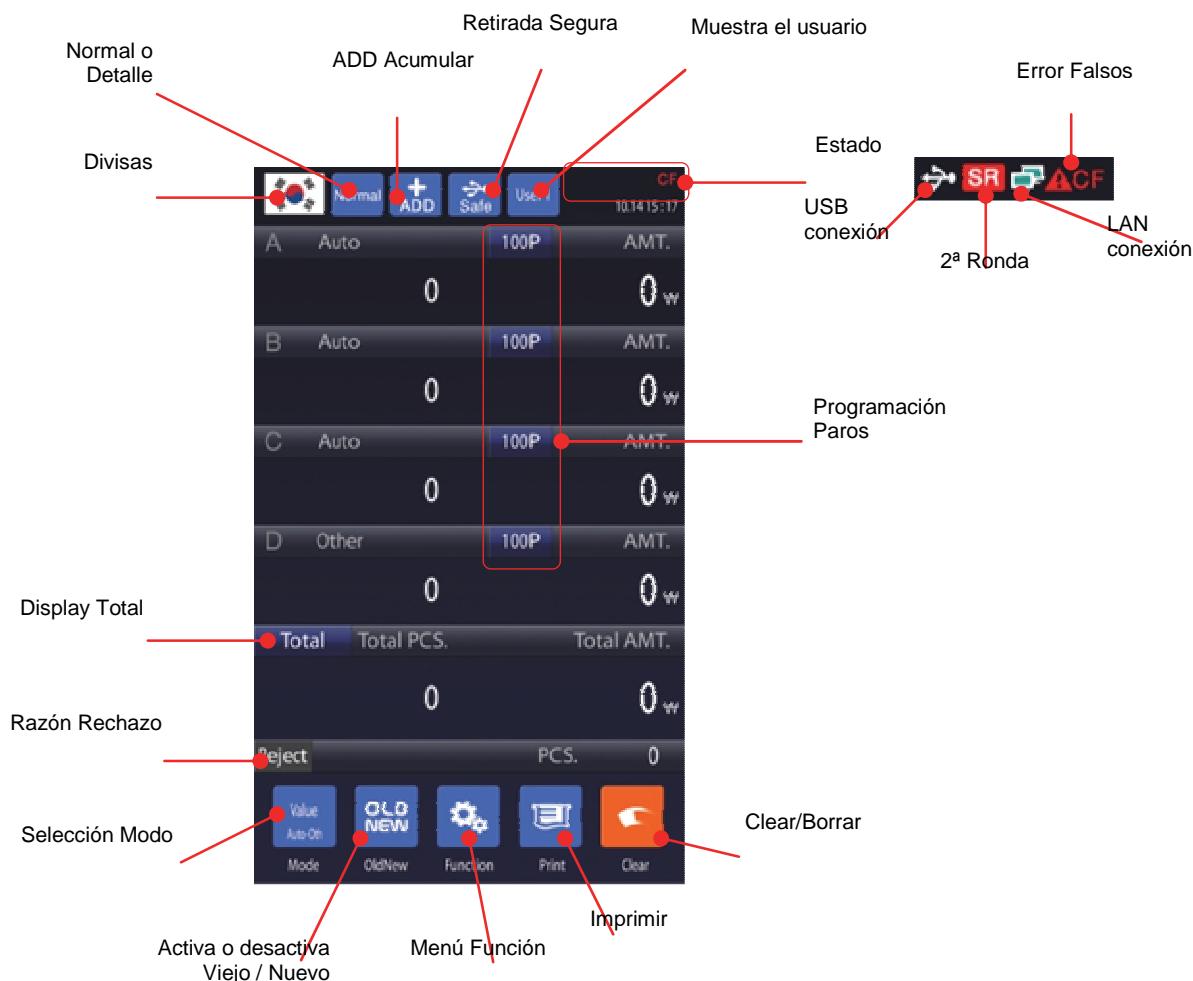 Retirada Segura
Muestra el usuario
Normal o
Detalle
ADD Acumular
Error Falsos
Divisas
Estado
Normal
+
ADD
Safe
CF
10.14 15:17
SR
CF
USB
conexión
LAN
conexión
2ª Ronda
A Auto 100P AMT.
0 0 ₩
B Auto 100P AMT.
0 0 ₩
Programación
Paros
C Auto 100P AMT.
0 0 ₩
D Other 100P AMT.
0 0 ₩
Display Total
Total Total PCS. Total AMT.
0 0 ₩
Razón Rechazo
Reject PCS. 0
Selección Modo
Value
OLD
NEW
Clear/Borrar
Mode OldNew Function Print Clear
Imprimir
Activa o desactiva
Viejo / Nuevo
Menú Función